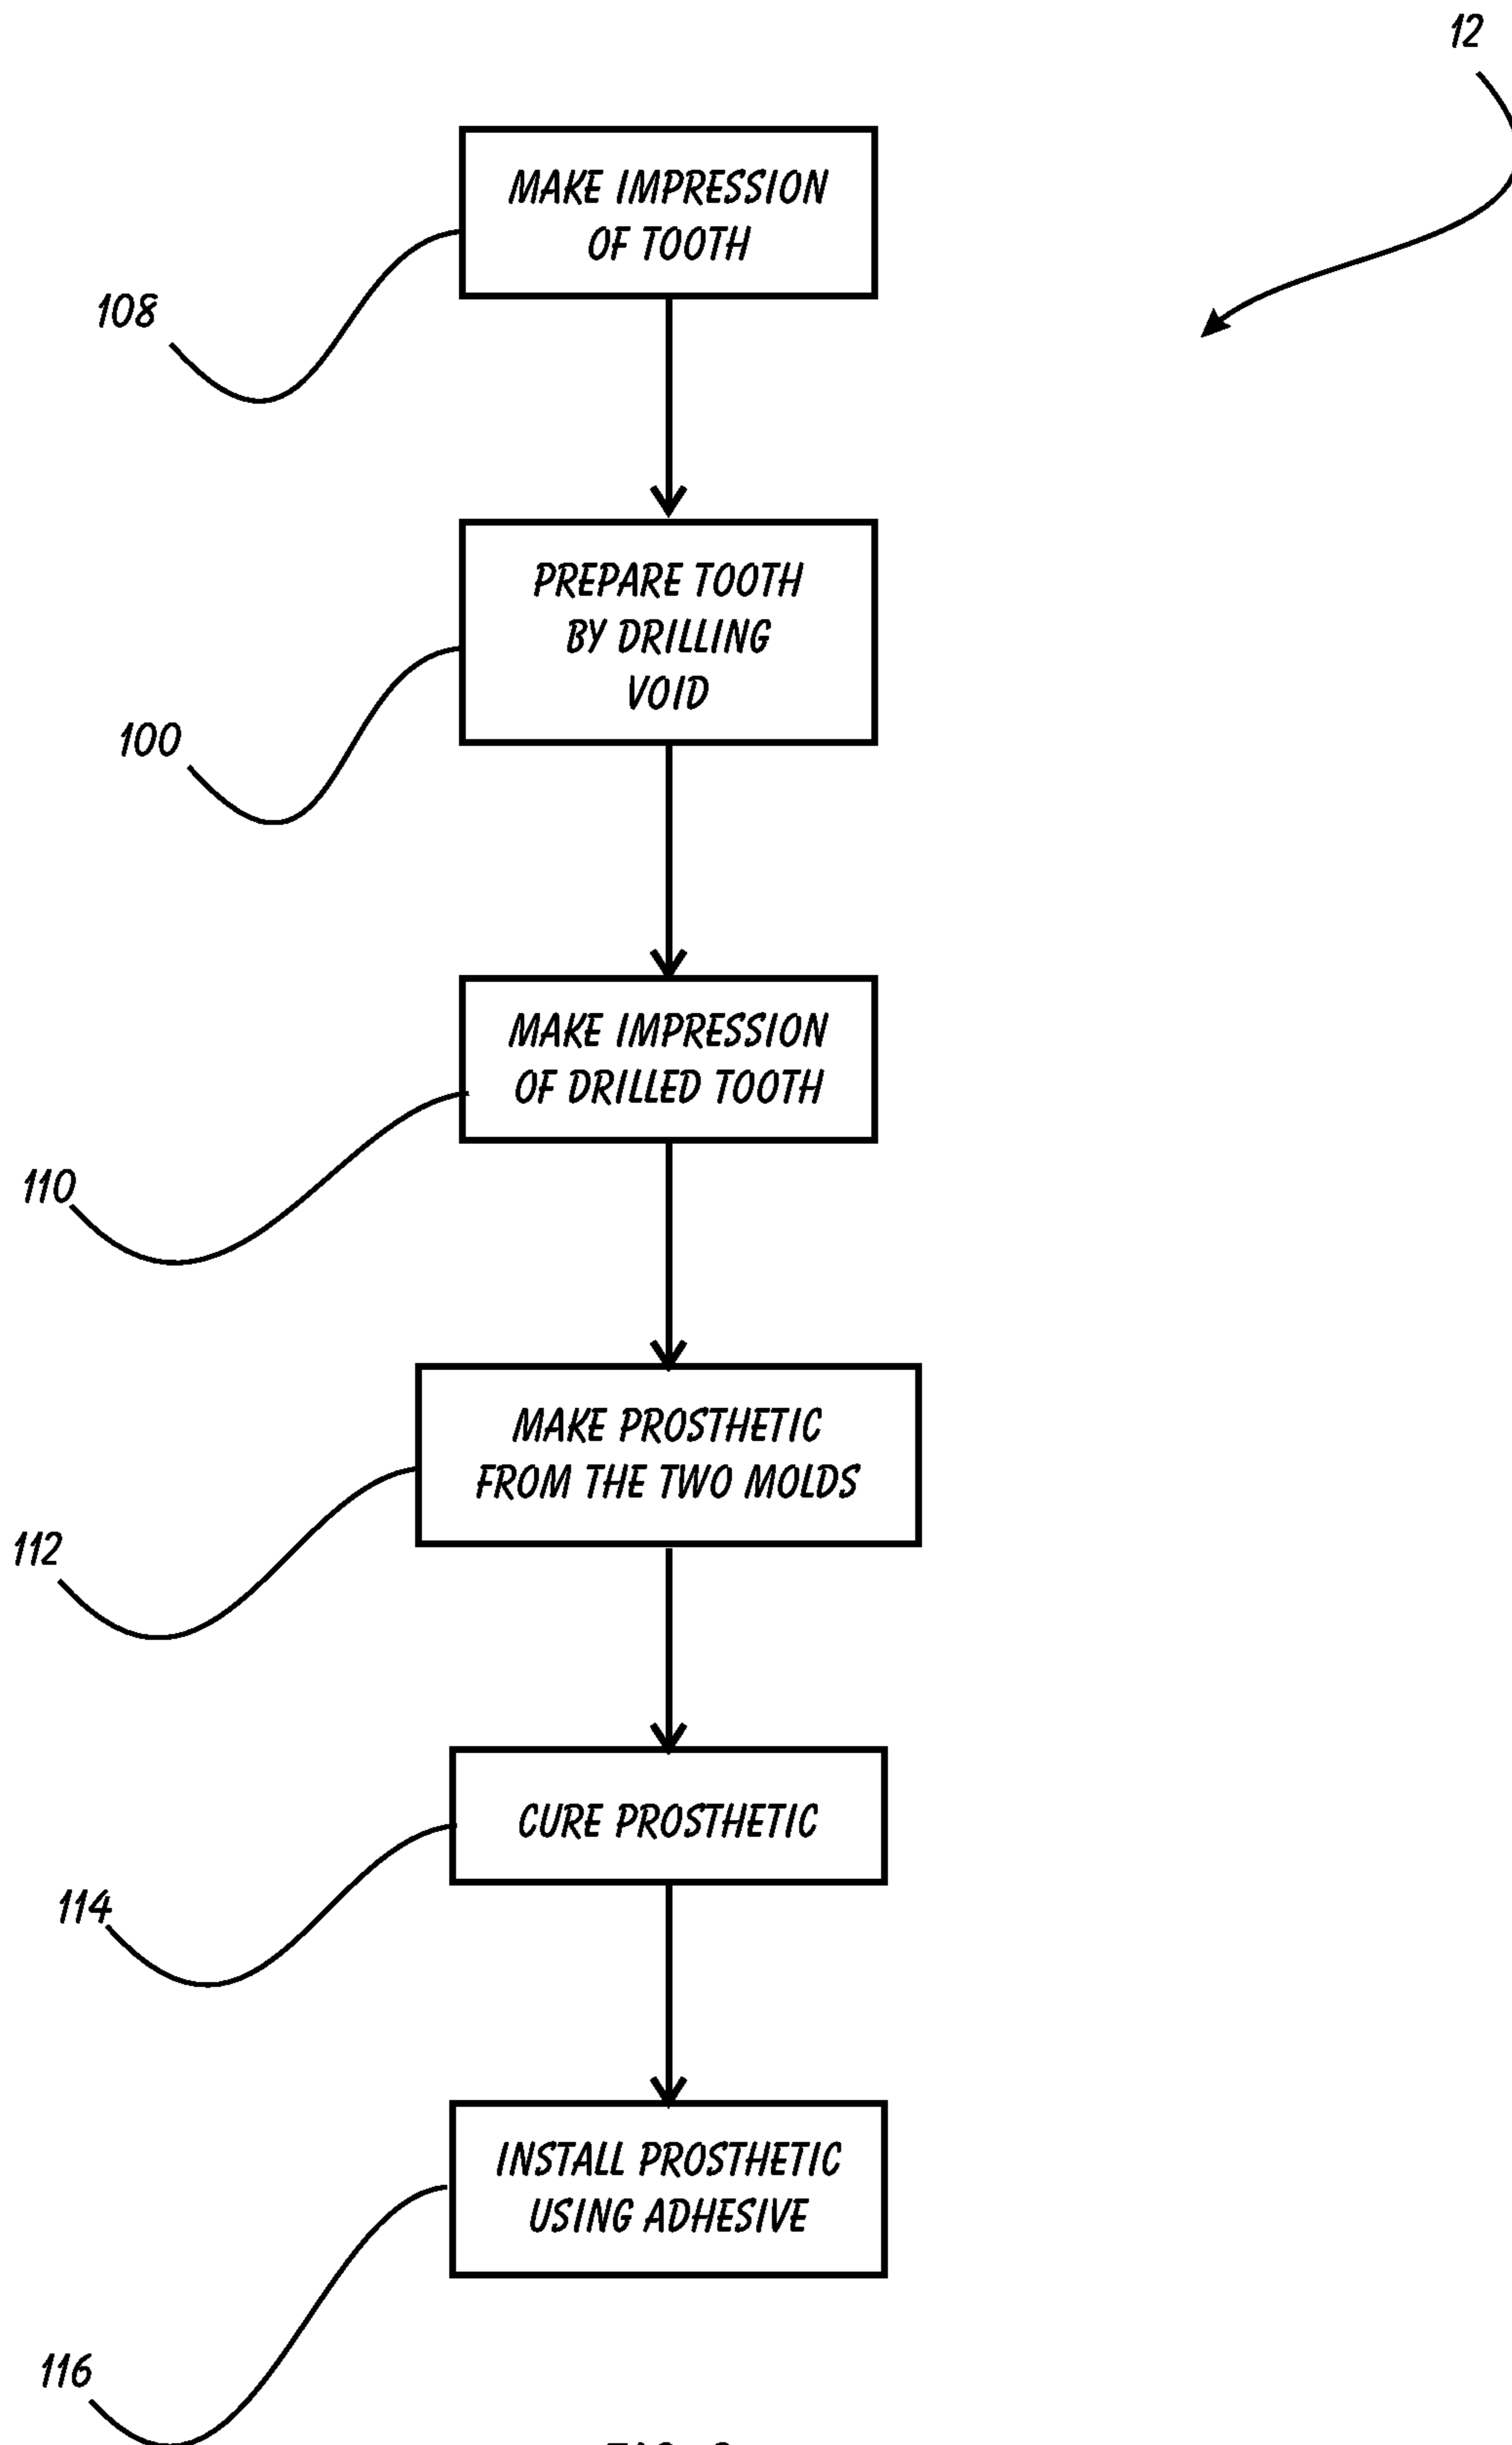 12
MAKE IMPRESSION
OF TOOTH
108
PREPARE TOOTH
BY DRILLING
VOID
100
MAKE IMPRESSION
OF DRILLED TOOTH
110
MAKE PROSTHETIC
FROM THE TWO MOLDS
112
CURE PROSTHETIC
114
INSTALL PROSTHETIC
USING ADHESIVE
116